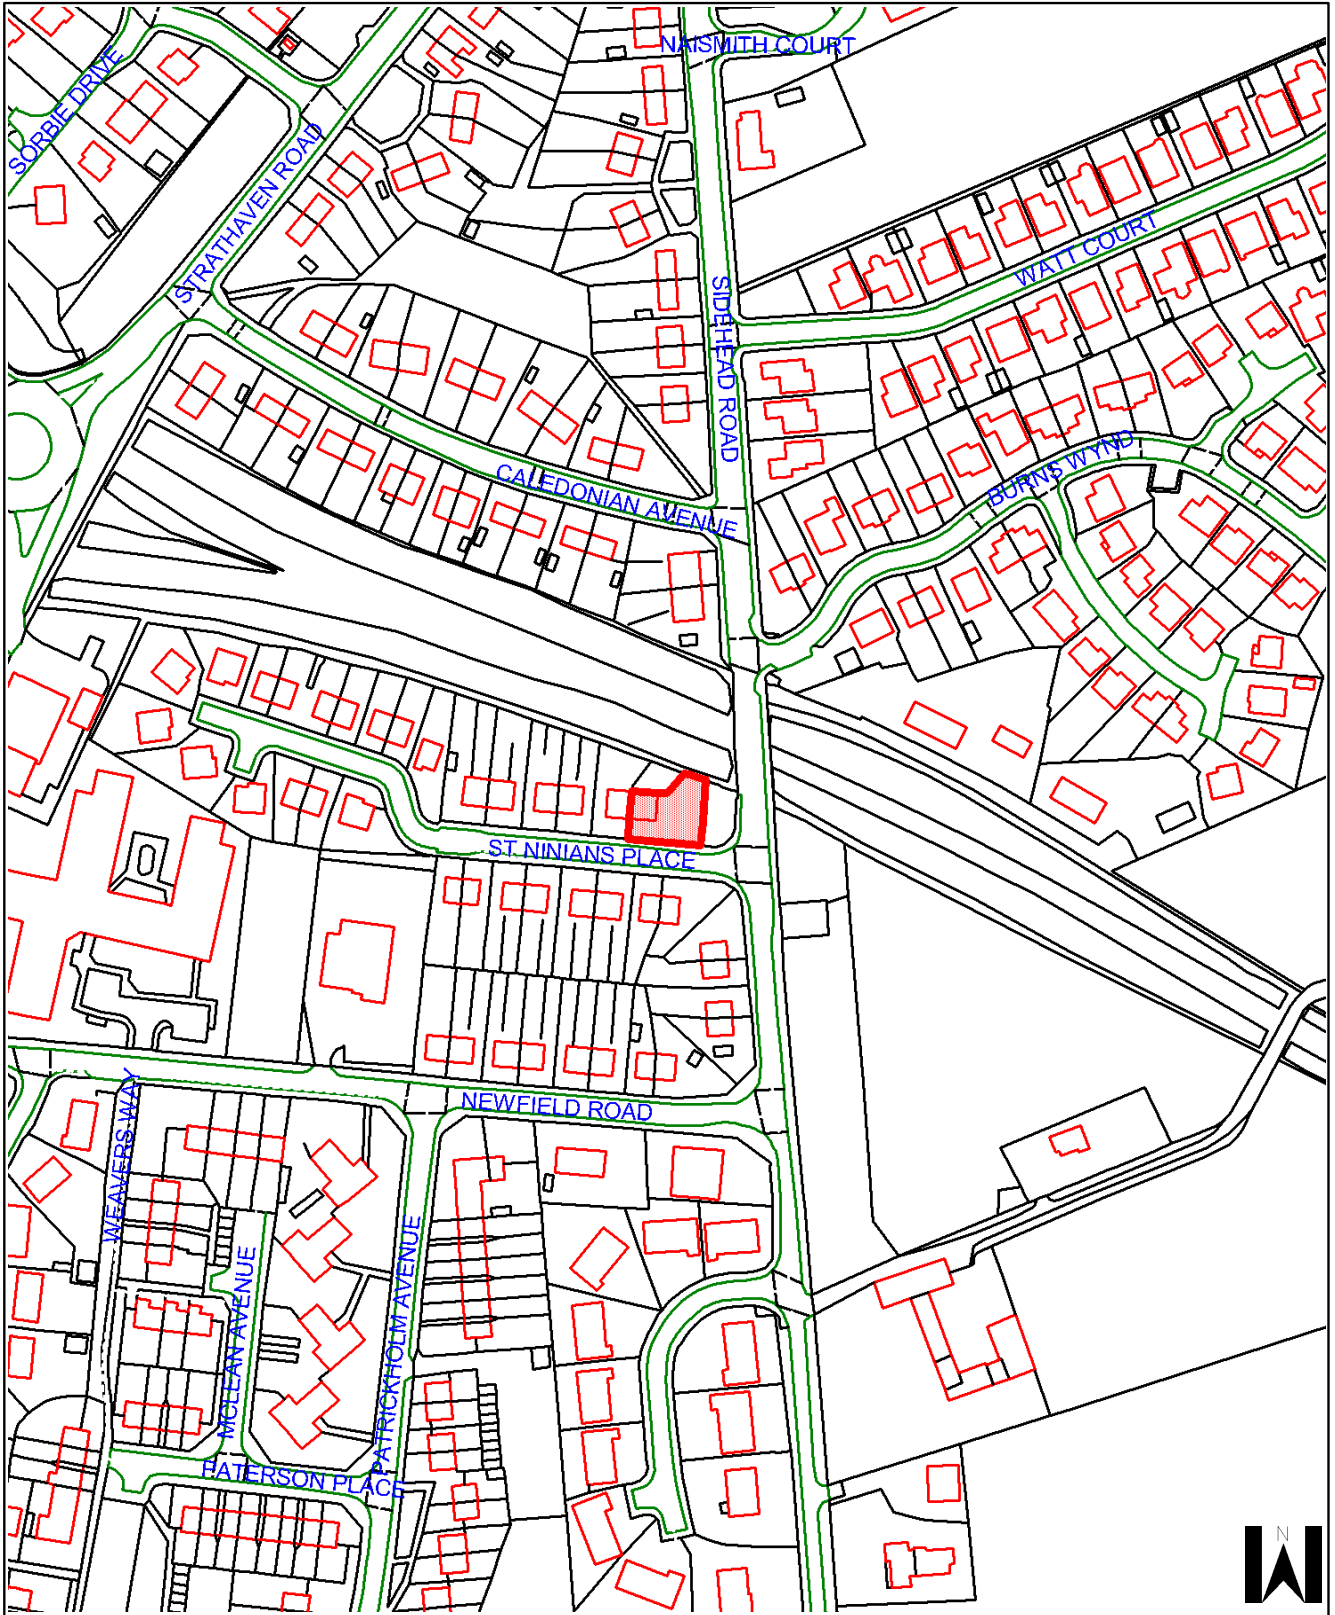 NAISMITH COURT
SORBIE DRIVE
STRATHAVEN ROAD
WATT COURT
SIDEHEAD ROAD
BURNS WYND
CALEDONIAN AVENUE
ST NINIANS PLACE
NEWFIELD ROAD
WEAVERS WAY
MCLEAN AVENUE
PATRICKHOLM AVENUE
PATERSON PLACE
N